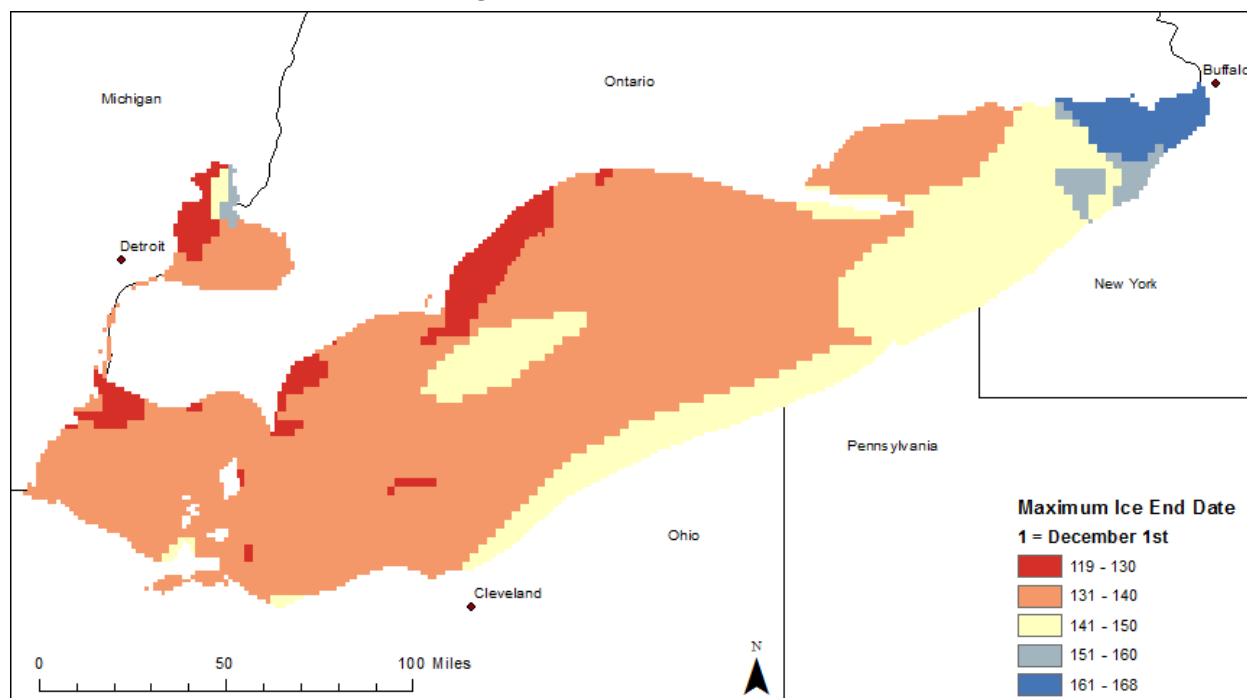 Buffalo
Ontario
Michigan
Detroit
New York
Pennsylvania
Ohio
Cleveland
Maximum Ice End Date
1 = December 1st
119 - 130
131 - 140
141 - 150
151 - 160
161 - 168
0 50 100 Miles
N